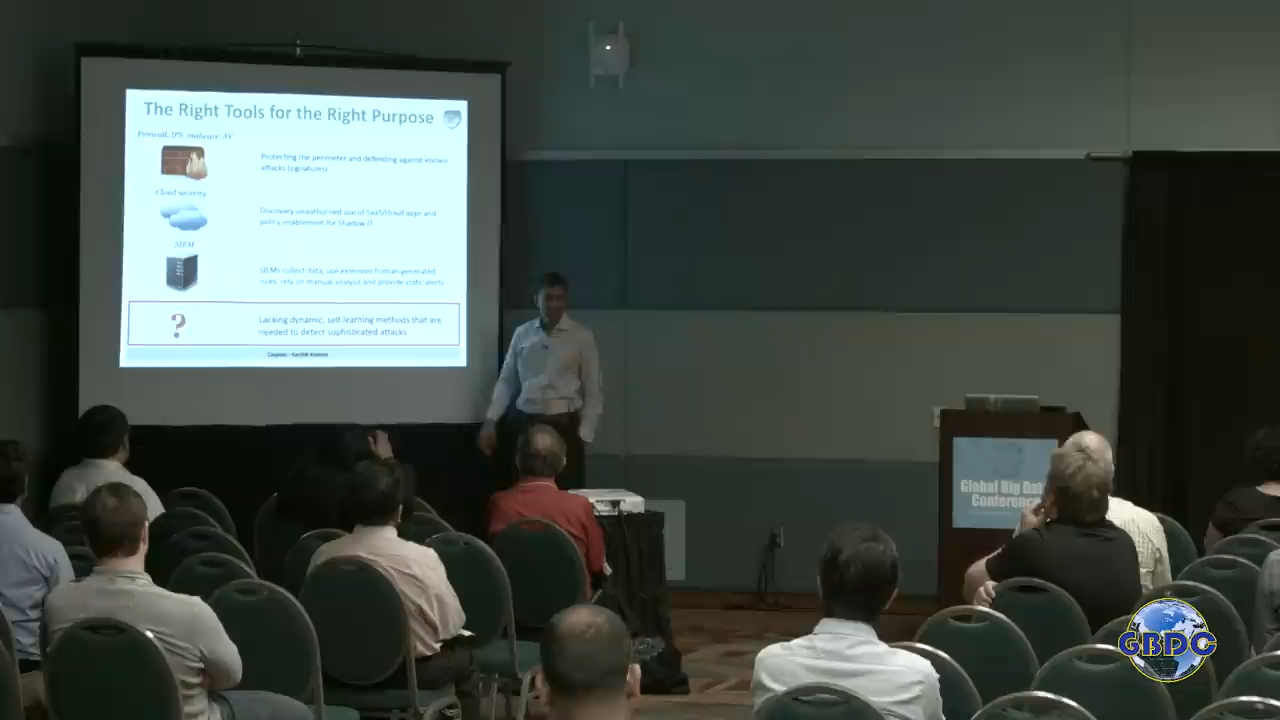 The Right Tools for the Right Purpose
Firewall, IPS, malware, AV
Protecting the perimeter and defending against known
attacks (signatures)
Cloud security
Discovery unauthorized use of SaaS/cloud apps and
policy enablement for Shadow IT
SIEM
SIEMs collect data, use extensive human-generated
rules, rely on manual analysis and provide static alerts
?
Lacking dynamic, self learning methods that are
needed to detect sophisticated attacks
Global Big Dat
Conference
GBDC